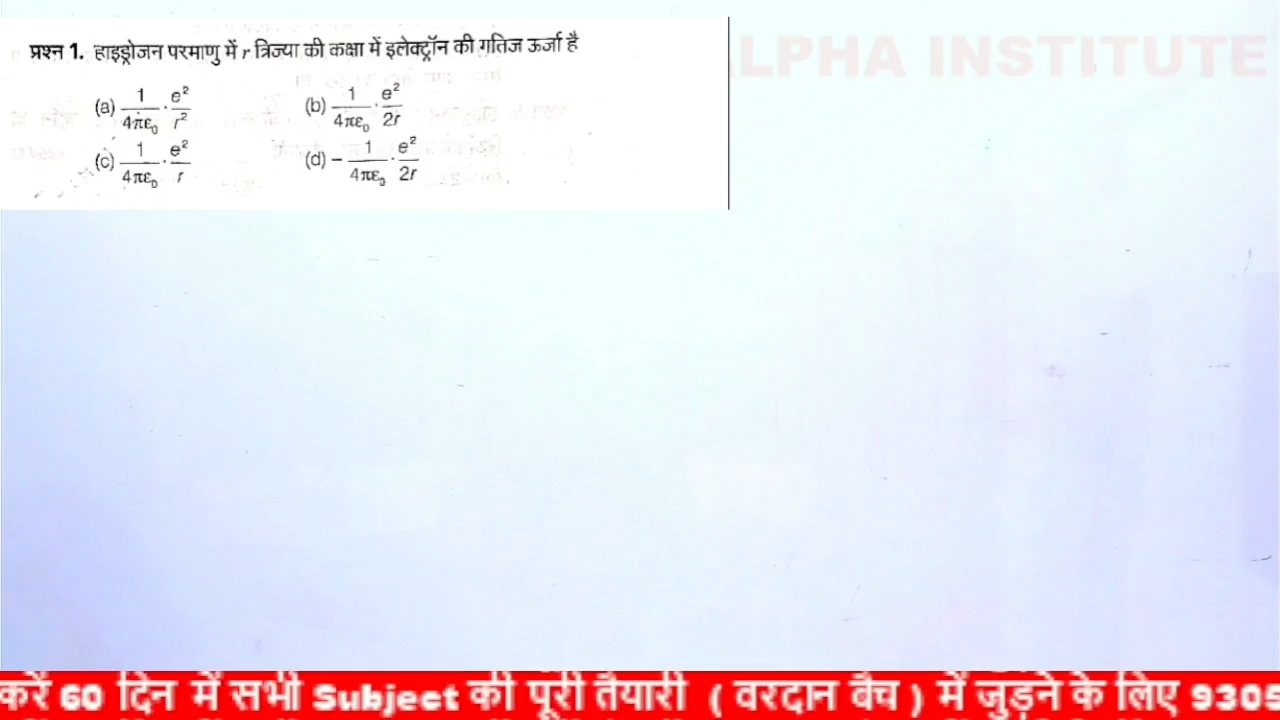 प्रश्न 1. हाइड्रोजन परमाणु में r त्रिज्या की कक्षा में इलेक्ट्रॉन की गतिज ऊर्जा है
(a) 1/4πε₀ · e²/r² (b) 1/4πε₀ · e²/2r
(c) 1/4πε₀ · e²/r (d) – 1/4πε₀ · e²/2r
ALPHA INSTITUTE
करें 60 दिन में सभी Subjeet की पूरी तैयारी ( वरदान बैच ) में जुड़ने के लिए 9305